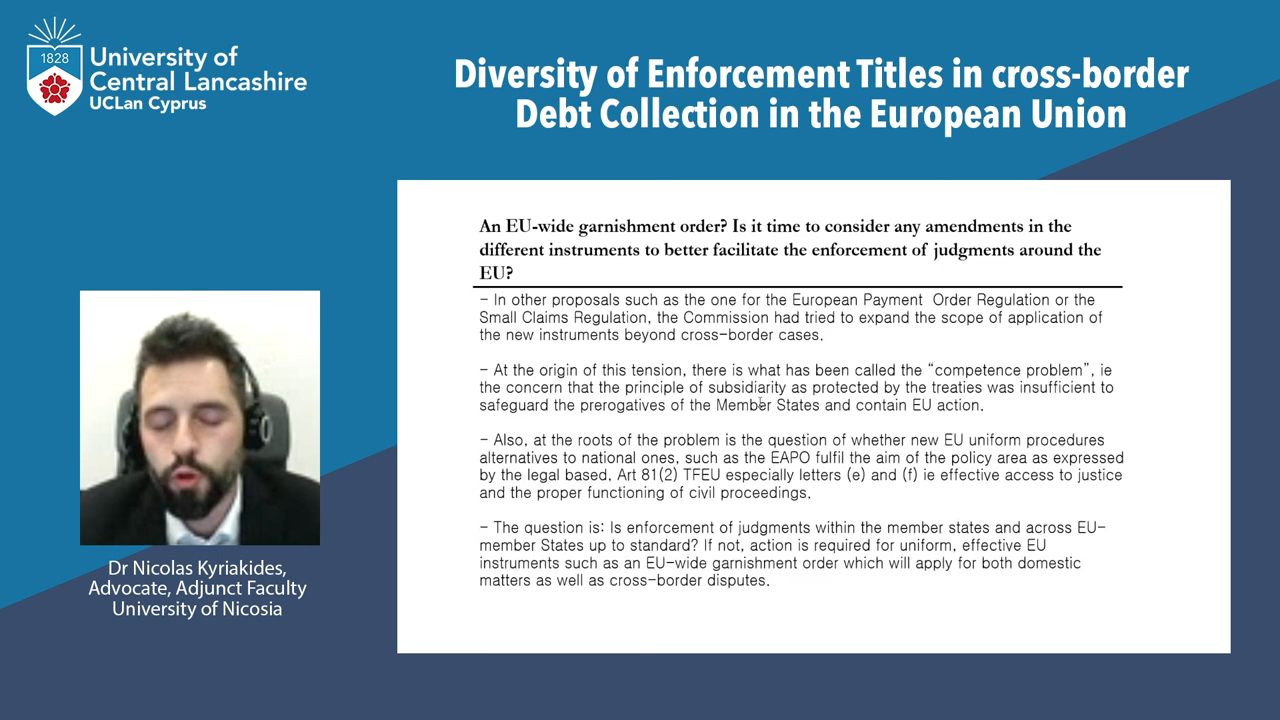 1828
University of
Central Lancashire
UCLan Cyprus
Diversity of Enforcement Titles in cross-border
Debt Collection in the European Union
An EU-wide garnishment order? Is it time to consider any amendments in the
different instruments to better facilitate the enforcement of judgments around the
EU?
- In other proposals such as the one for the European Payment Order Regulation or the
Small Claims Regulation, the Commission had tried to expand the scope of application of
the new instruments beyond cross-border cases.
- At the origin of this tension, there is what has been called the “competence problem”, ie
the concern that the principle of subsidiarity as protected by the treaties was insufficient to
safeguard the prerogatives of the Member States and contain EU action.
- Also, at the roots of the problem is the question of whether new EU uniform procedures
alternatives to national ones, such as the EAPO fulfil the aim of the policy area as expressed
by the legal based, Art 81(2) TFEU especially letters (e) and (f) ie effective access to justice
and the proper functioning of civil proceedings.
- The question is: Is enforcement of judgments within the member states and across EU-
member States up to standard? If not, action is required for uniform, effective EU
instruments such as an EU-wide garnishment order which will apply for both domestic
matters as well as cross-border disputes.
Dr Nicolas Kyriakides,
Advocate, Adjunct Faculty
University of Nicosia